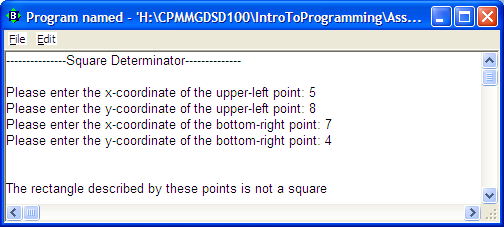 Program named - 'H:\CPMMGDSD100\IntroToProgramming\Ass...
File Edit
---------------Square Determinator--------------
Please enter the x-coordinate of the upper-left point: 5
Please enter the y-coordinate of the upper-left point: 8
Please enter the x-coordinate of the bottom-right point: 7
Please enter the y-coordinate of the bottom-right point: 4
The rectangle described by these points is not a square